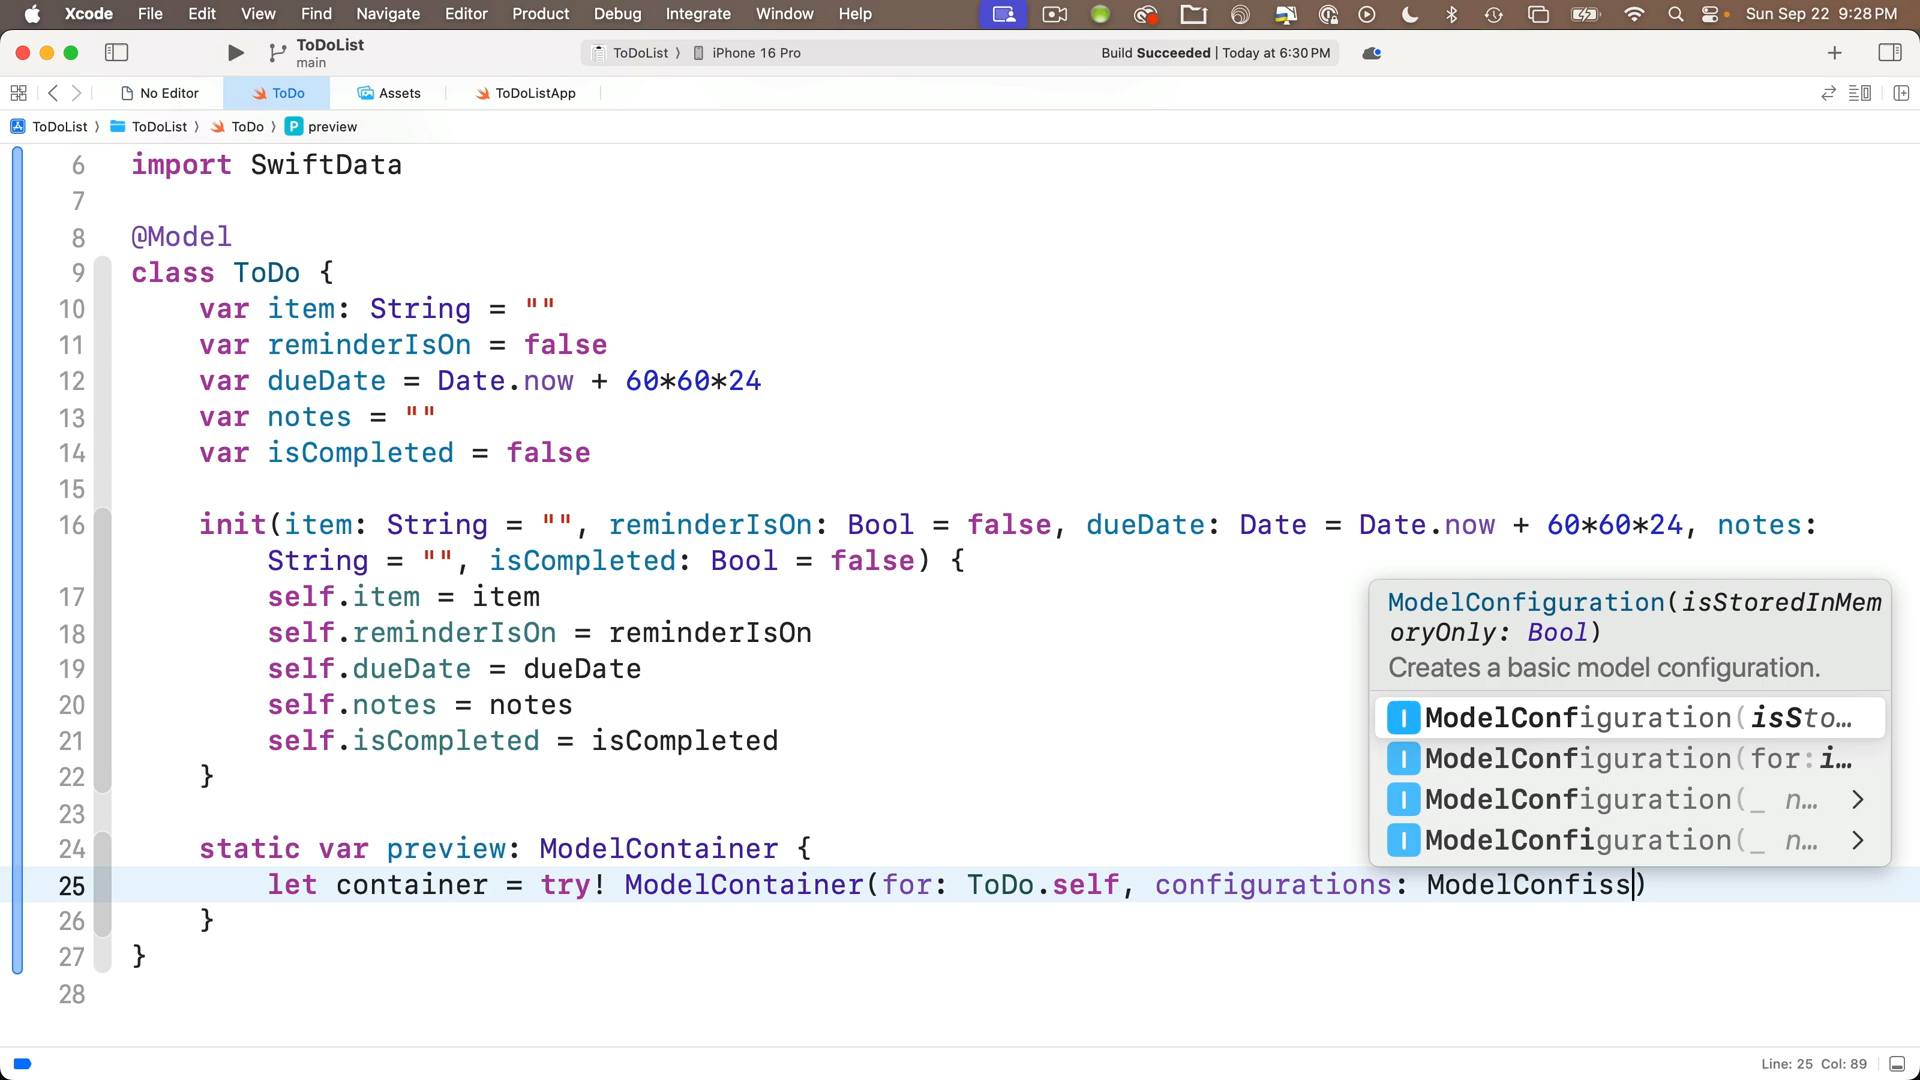 Xcode File Edit View Find Navigate Editor Product Debug Integrate Window Help Sun Sep 22 9:28 PM
ToDoList
main
ToDoList 〉 iPhone 16 Pro Build Succeeded | Today at 6:30 PM
No Editor ToDo Assets ToDoListApp
ToDoList 〉 ToDoList 〉 ToDo 〉 P preview
6 import SwiftData
7
8 @Model
9 class ToDo {
10 var item: String = ""
11 var reminderIsOn = false
12 var dueDate = Date.now + 60*60*24
13 var notes = ""
14 var isCompleted = false
15
16 init(item: String = "", reminderIsOn: Bool = false, dueDate: Date = Date.now + 60*60*24, notes:
String = "", isCompleted: Bool = false) {
17 self.item = item
18 self.reminderIsOn = reminderIsOn
19 self.dueDate = dueDate
20 self.notes = notes
21 self.isCompleted = isCompleted
22 }
23
24 static var preview: ModelContainer {
25 let container = try! ModelContainer(for: ToDo.self, configurations: ModelConfiss)
26 }
27 }
28
ModelConfiguration(isStoredInMem
oryOnly: Bool)
Creates a basic model configuration.
I ModelConfiguration(isSto…
I ModelConfiguration(for:i…
I ModelConfiguration(_ n…
I ModelConfiguration(_ n…
Line: 25 Col: 89